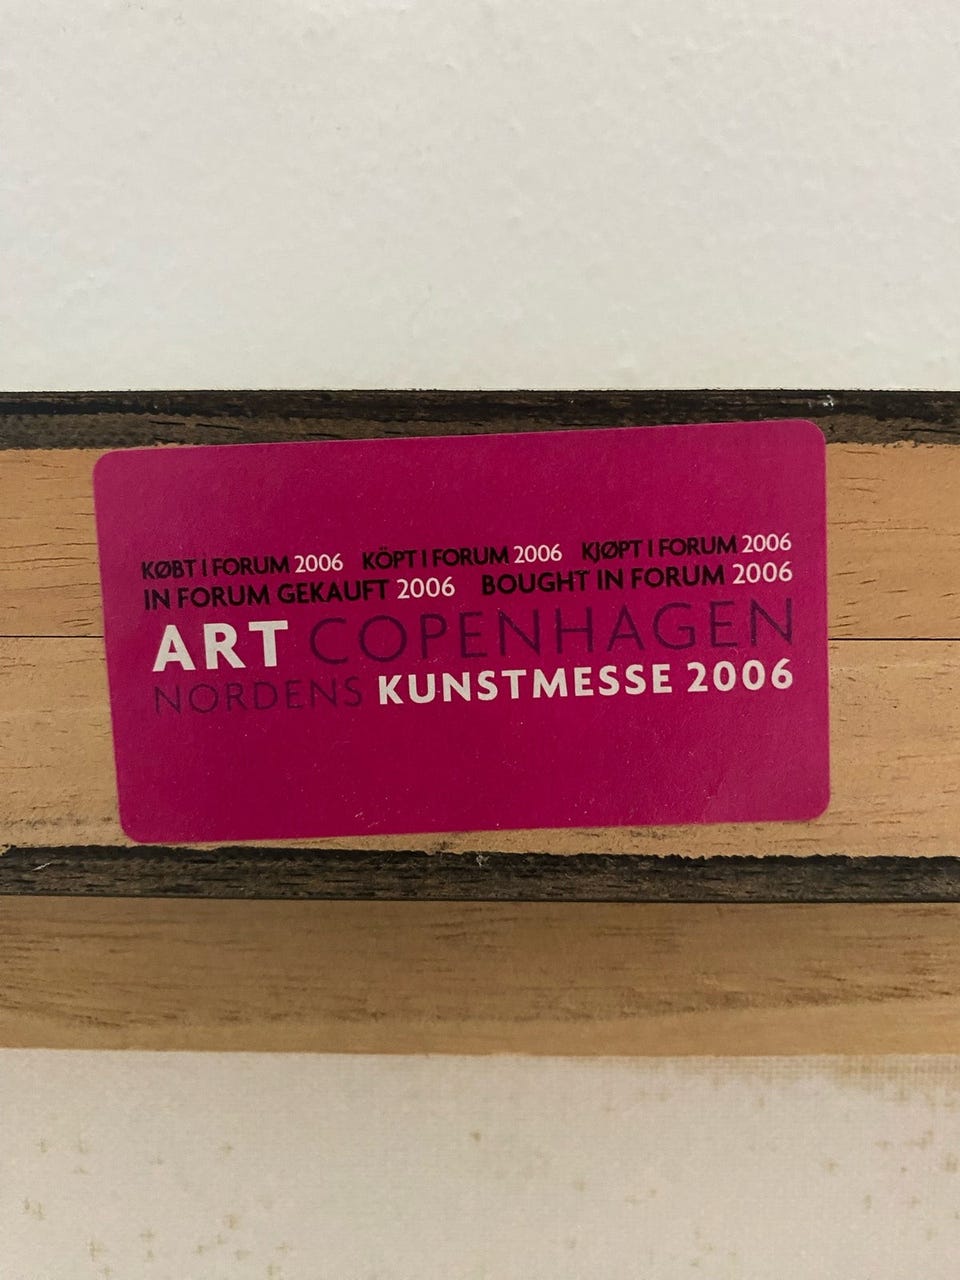 KØBT I FORUM 2006 KÖPT I FORUM 2006 KJØPT I FORUM 2006
IN FORUM GEKAUFT 2006 BOUGHT IN FORUM 2006
ART COPENHAGEN
NORDENS KUNSTMESSE 2006